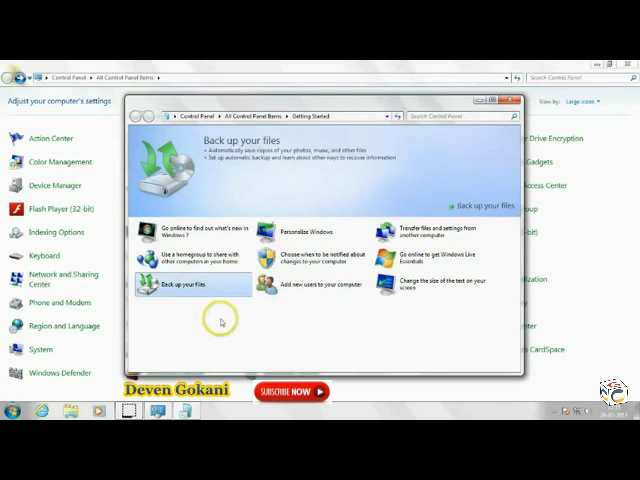 Control Panel ▸ All Control Panel Items ▸
Search Control Panel
Adjust your computer's settings
View by: Large icons
Action Center
Color Management
Device Manager
Flash Player (32-bit)
Indexing Options
Keyboard
Network and Sharing
Center
Phone and Modem
Region and Language
System
Windows Defender
Control Panel ▸ All Control Panel Items ▸ Getting Started
Search Control Panel
Back up your files
• Automatically save copies of your photos, music, and other files
• Set up automatic backup and learn about other ways to recover information
Back up your files
Go online to find out what's new in
Windows 7
Personalize Windows
Transfer files and settings from
another computer
Use a homegroup to share with
other computers in your home
Choose when to be notified about
changes to your computer
Go online to get Windows Live
Essentials
Back up your files
Add new users to your computer
Change the size of the text on your
screen
er Drive Encryption
Gadgets
Access Center
CardSpace
Deven Gokani
SUBSCRIBE NOW